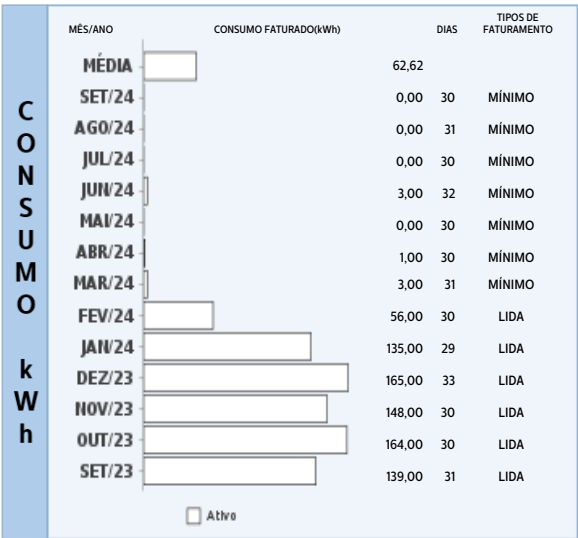 MÊS/ANO CONSUMO FATURADO(kWh) DIAS TIPOS DE FATURAMENTO
CONSUMO kWh
MÉDIA 62,62
SET/24 0,00 30 MÍNIMO
AGO/24 0,00 31 MÍNIMO
JUL/24 0,00 30 MÍNIMO
JUN/24 3,00 32 MÍNIMO
MAI/24 0,00 30 MÍNIMO
ABR/24 1,00 30 MÍNIMO
MAR/24 3,00 31 MÍNIMO
FEV/24 56,00 30 LIDA
JAN/24 135,00 29 LIDA
DEZ/23 165,00 33 LIDA
NOV/23 148,00 30 LIDA
OUT/23 164,00 30 LIDA
SET/23 139,00 31 LIDA
Ativo